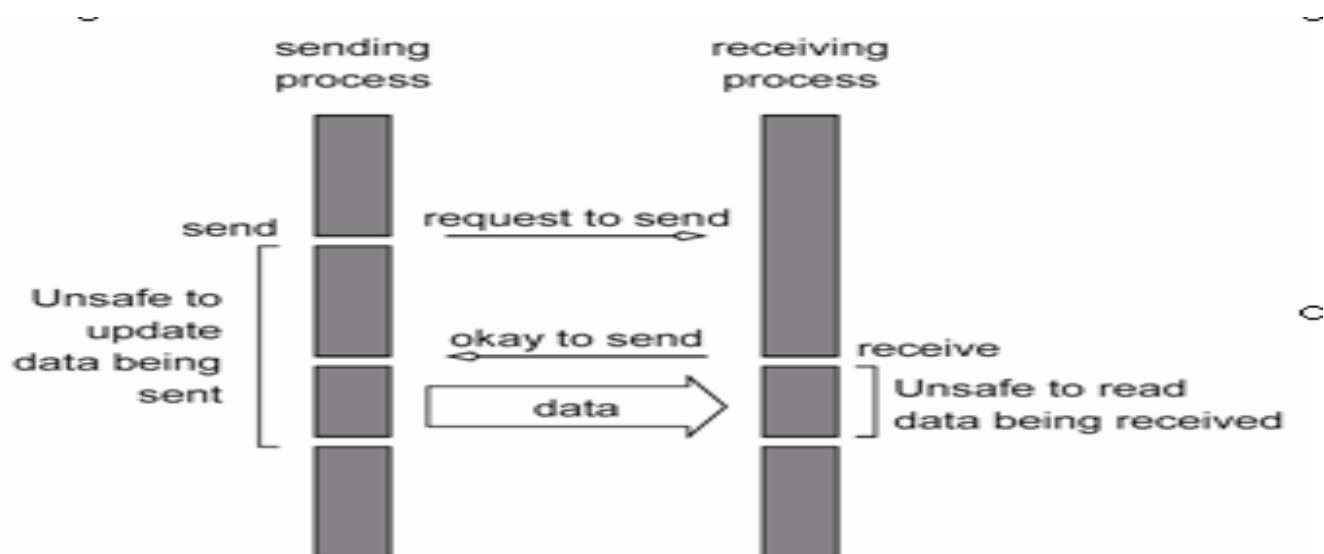 sending
process
receiving
process
send
request to send
Unsafe to
update
data being
sent
okay to send
receive
data
Unsafe to read
data being received